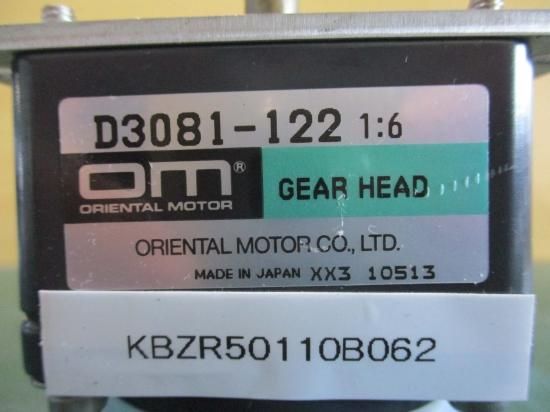 D3081-122 1:6
OM®
ORIENTAL MOTOR
GEAR HEAD
ORIENTAL MOTOR CO., LTD.
MADE IN JAPAN XX3 10513
KBZR50110B062